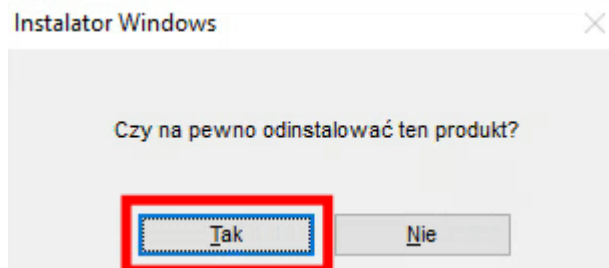 Instalator Windows
Czy na pewno odinstalować ten produkt?
Tak Nie